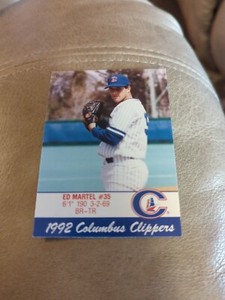 ED MARTEL #35
6'1" 190 3-2-69
BR-TR
C
1992 Columbus Clippers